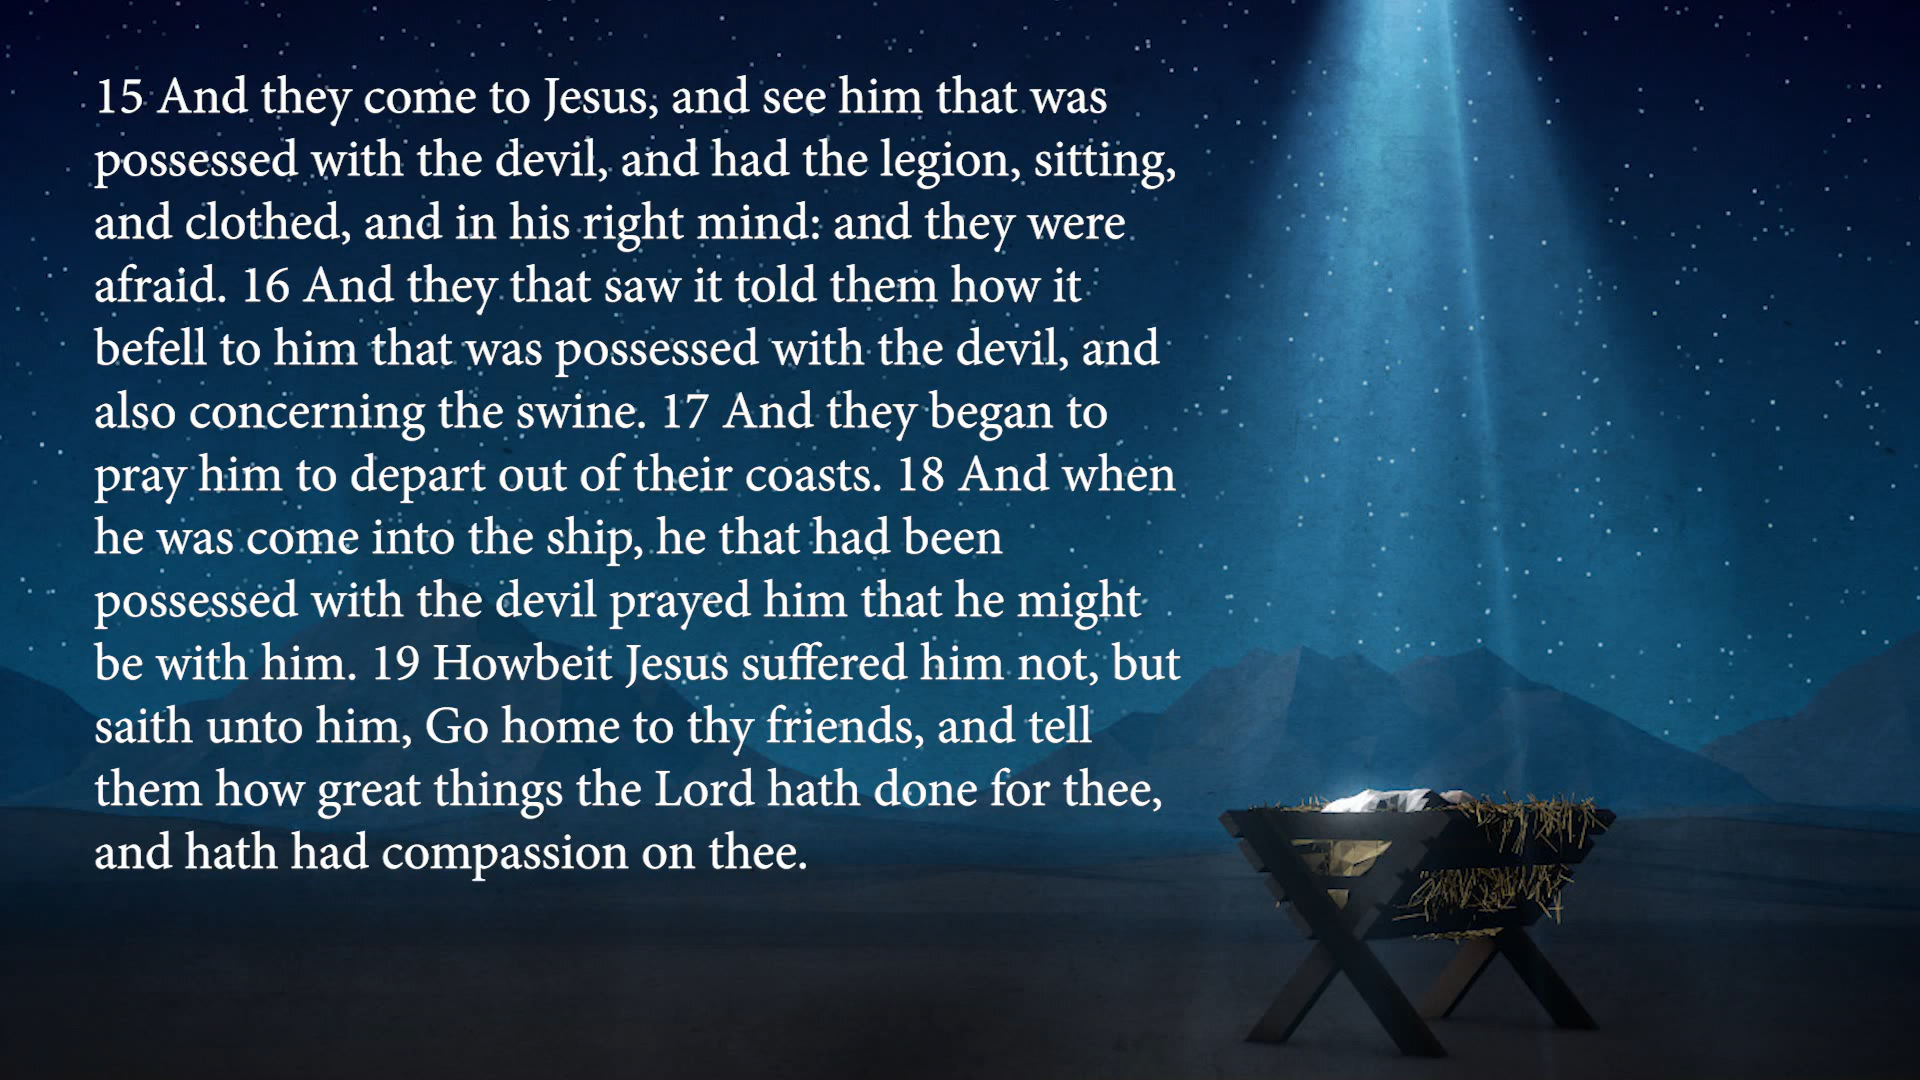 15 And they come to Jesus, and see him that was
possessed with the devil, and had the legion, sitting,
and clothed, and in his right mind: and they were
afraid. 16 And they that saw it told them how it
befell to him that was possessed with the devil, and
also concerning the swine. 17 And they began to
pray him to depart out of their coasts. 18 And when
he was come into the ship, he that had been
possessed with the devil prayed him that he might
be with him. 19 Howbeit Jesus suffered him not, but
saith unto him, Go home to thy friends, and tell
them how great things the Lord hath done for thee,
and hath had compassion on thee.